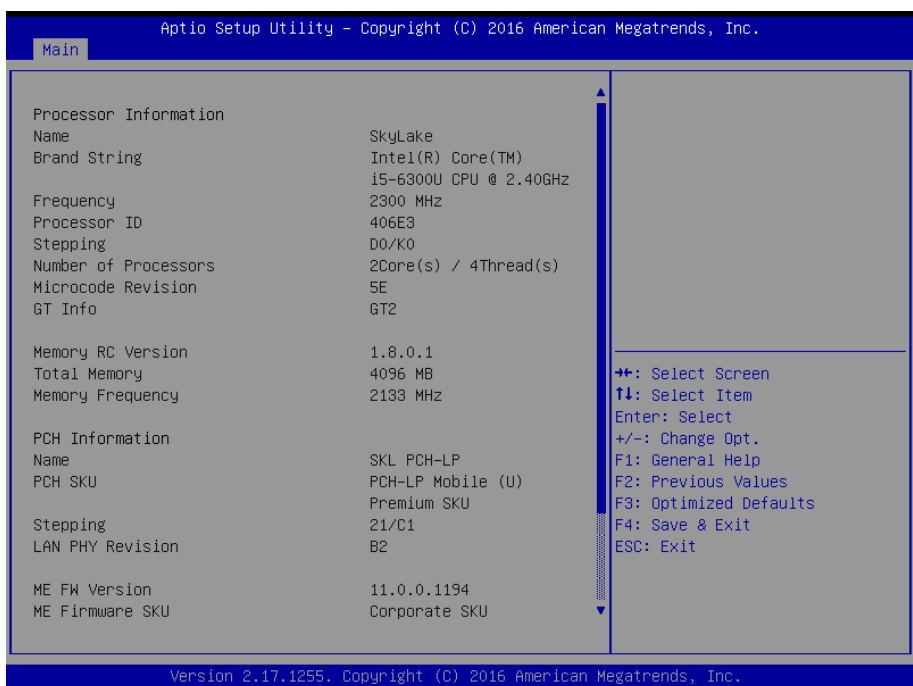 Aptio Setup Utility – Copyright (C) 2016 American Megatrends, Inc.
Main
Processor Information
Name SkyLake
Brand String Intel(R) Core(TM)
i5-6300U CPU @ 2.40GHz
Frequency 2300 MHz
Processor ID 406E3
Stepping D0/K0
Number of Processors 2Core(s) / 4Thread(s)
Microcode Revision 5E
GT Info GT2
Memory RC Version 1.8.0.1
Total Memory 4096 MB
Memory Frequency 2133 MHz
PCH Information
Name SKL PCH-LP
PCH SKU PCH-LP Mobile (U)
Premium SKU
Stepping 21/C1
LAN PHY Revision B2
ME FW Version 11.0.0.1194
ME Firmware SKU Corporate SKU
→←: Select Screen
↑↓: Select Item
Enter: Select
+/-: Change Opt.
F1: General Help
F2: Previous Values
F3: Optimized Defaults
F4: Save & Exit
ESC: Exit
Version 2.17.1255. Copyright (C) 2016 American Megatrends, Inc.